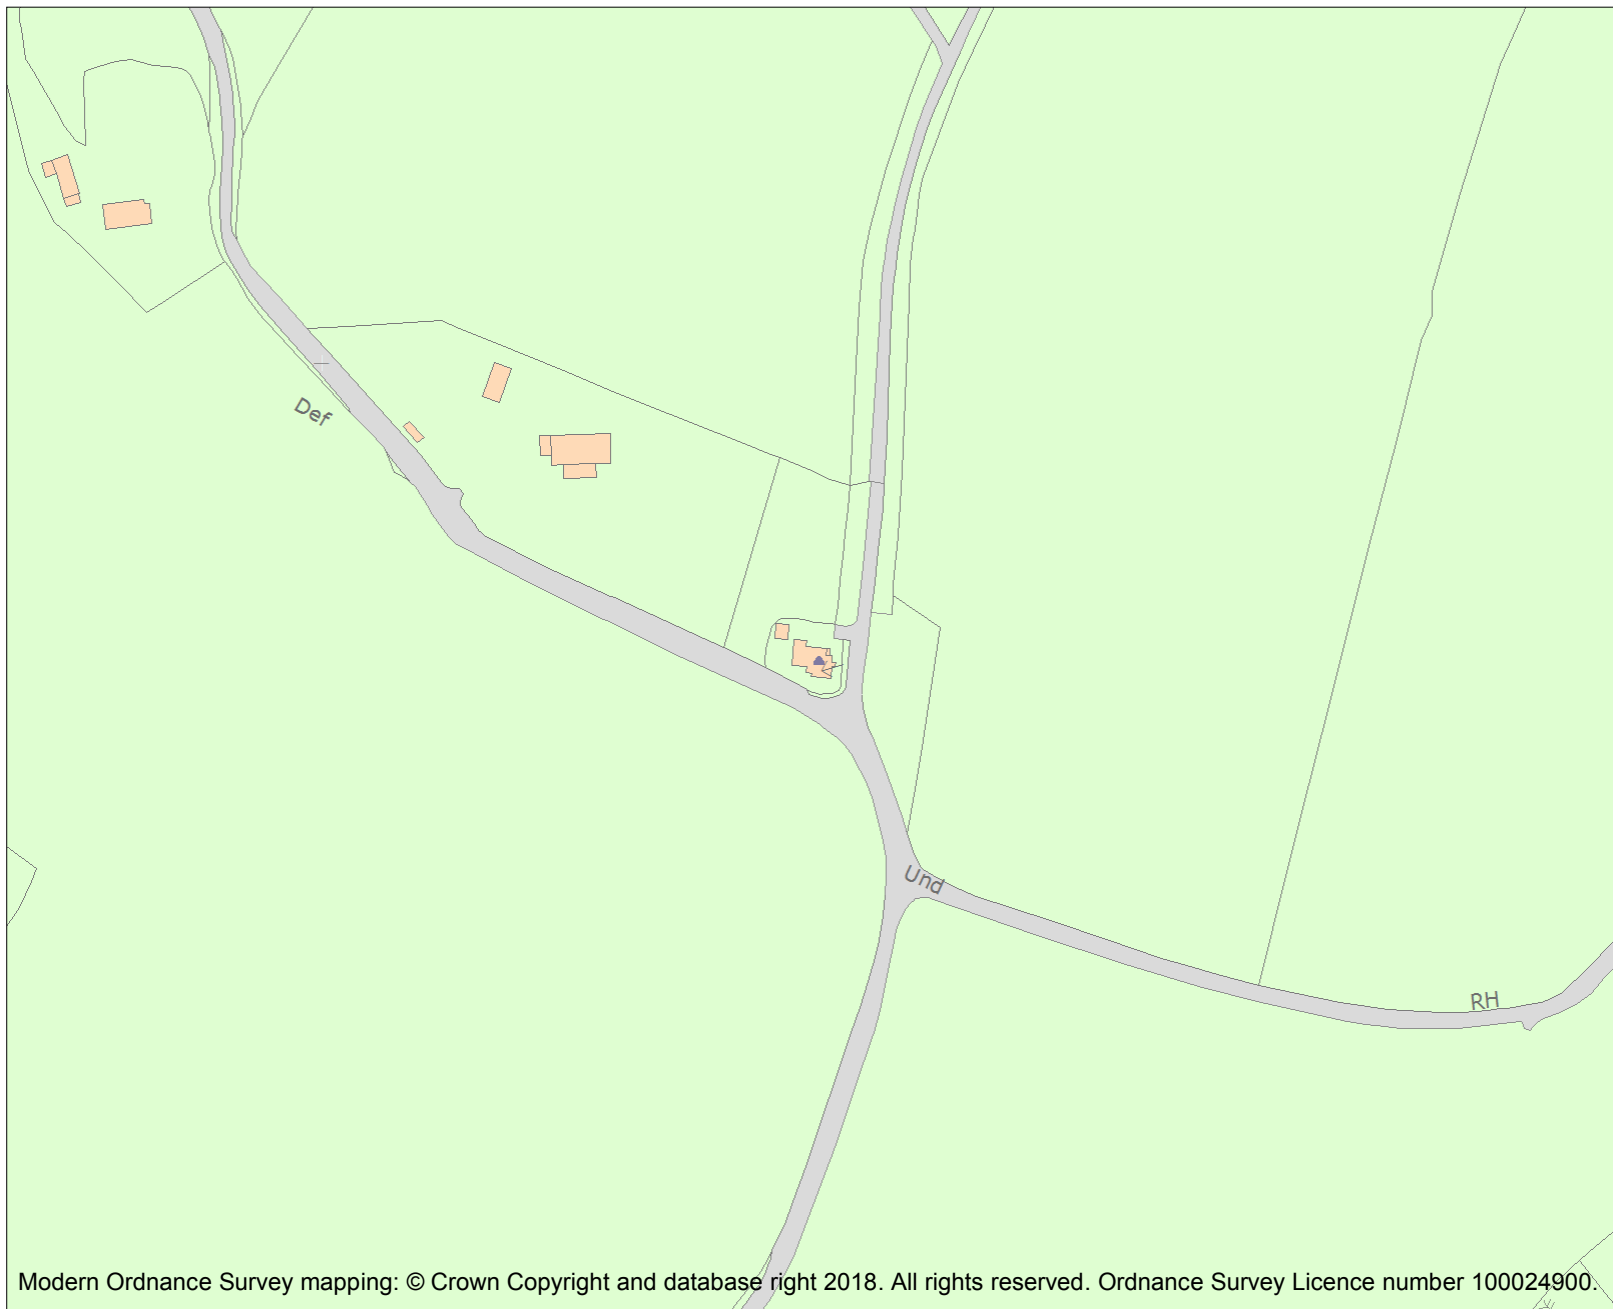 Def
Und
RH
Modern Ordnance Survey mapping: © Crown Copyright and database right 2018. All rights reserved. Ordnance Survey Licence number 100024900.